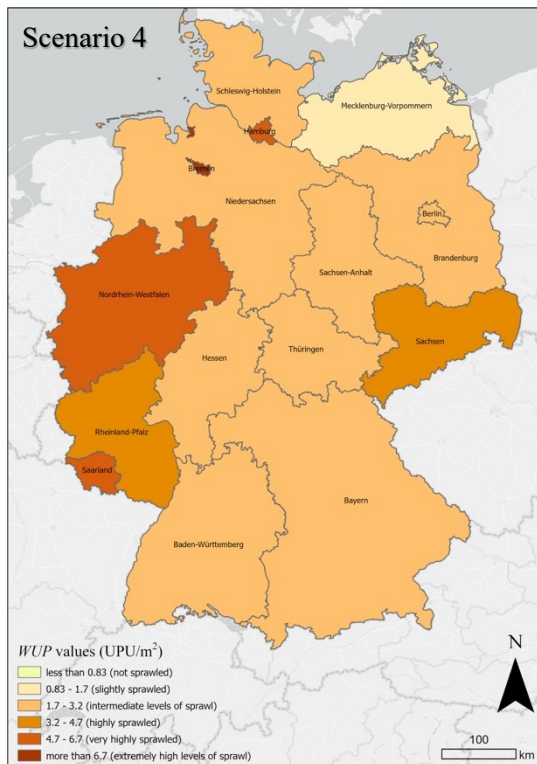 Scenario 4
Schleswig-Holstein
Mecklenburg-Vorpommern
Hamburg
Bremen
Niedersachsen
Berlin
Brandenburg
Sachsen-Anhalt
Nordrhein-Westfalen
Sachsen
Hessen
Thüringen
Rheinland-Pfalz
Saarland
Bayern
Baden-Württemberg
WUP values (UPU/m²)
less than 0.83 (not sprawled)
0.83 - 1.7 (slightly sprawled)
1.7 - 3.2 (intermediate levels of sprawl)
3.2 - 4.7 (highly sprawled)
4.7 - 6.7 (very highly sprawled)
more than 6.7 (extremely high levels of sprawl)
N
100
km